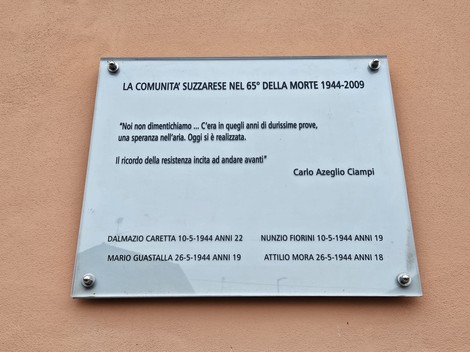 LA COMUNITA' SUZZARESE NEL 65° DELLA MORTE 1944-2009
"Noi non dimentichiamo ... C'era in quegli anni di durissime prove,
una speranza nell'aria. Oggi si è realizzata.
Il ricordo della resistenza incita ad andare avanti"
Carlo Azeglio Ciampi
DALMAZIO CARETTA 10-5-1944 ANNI 22 NUNZIO FIORINI 10-5-1944 ANNI 19
MARIO GUASTALLA 26-5-1944 ANNI 19 ATTILIO MORA 26-5-1944 ANNI 18